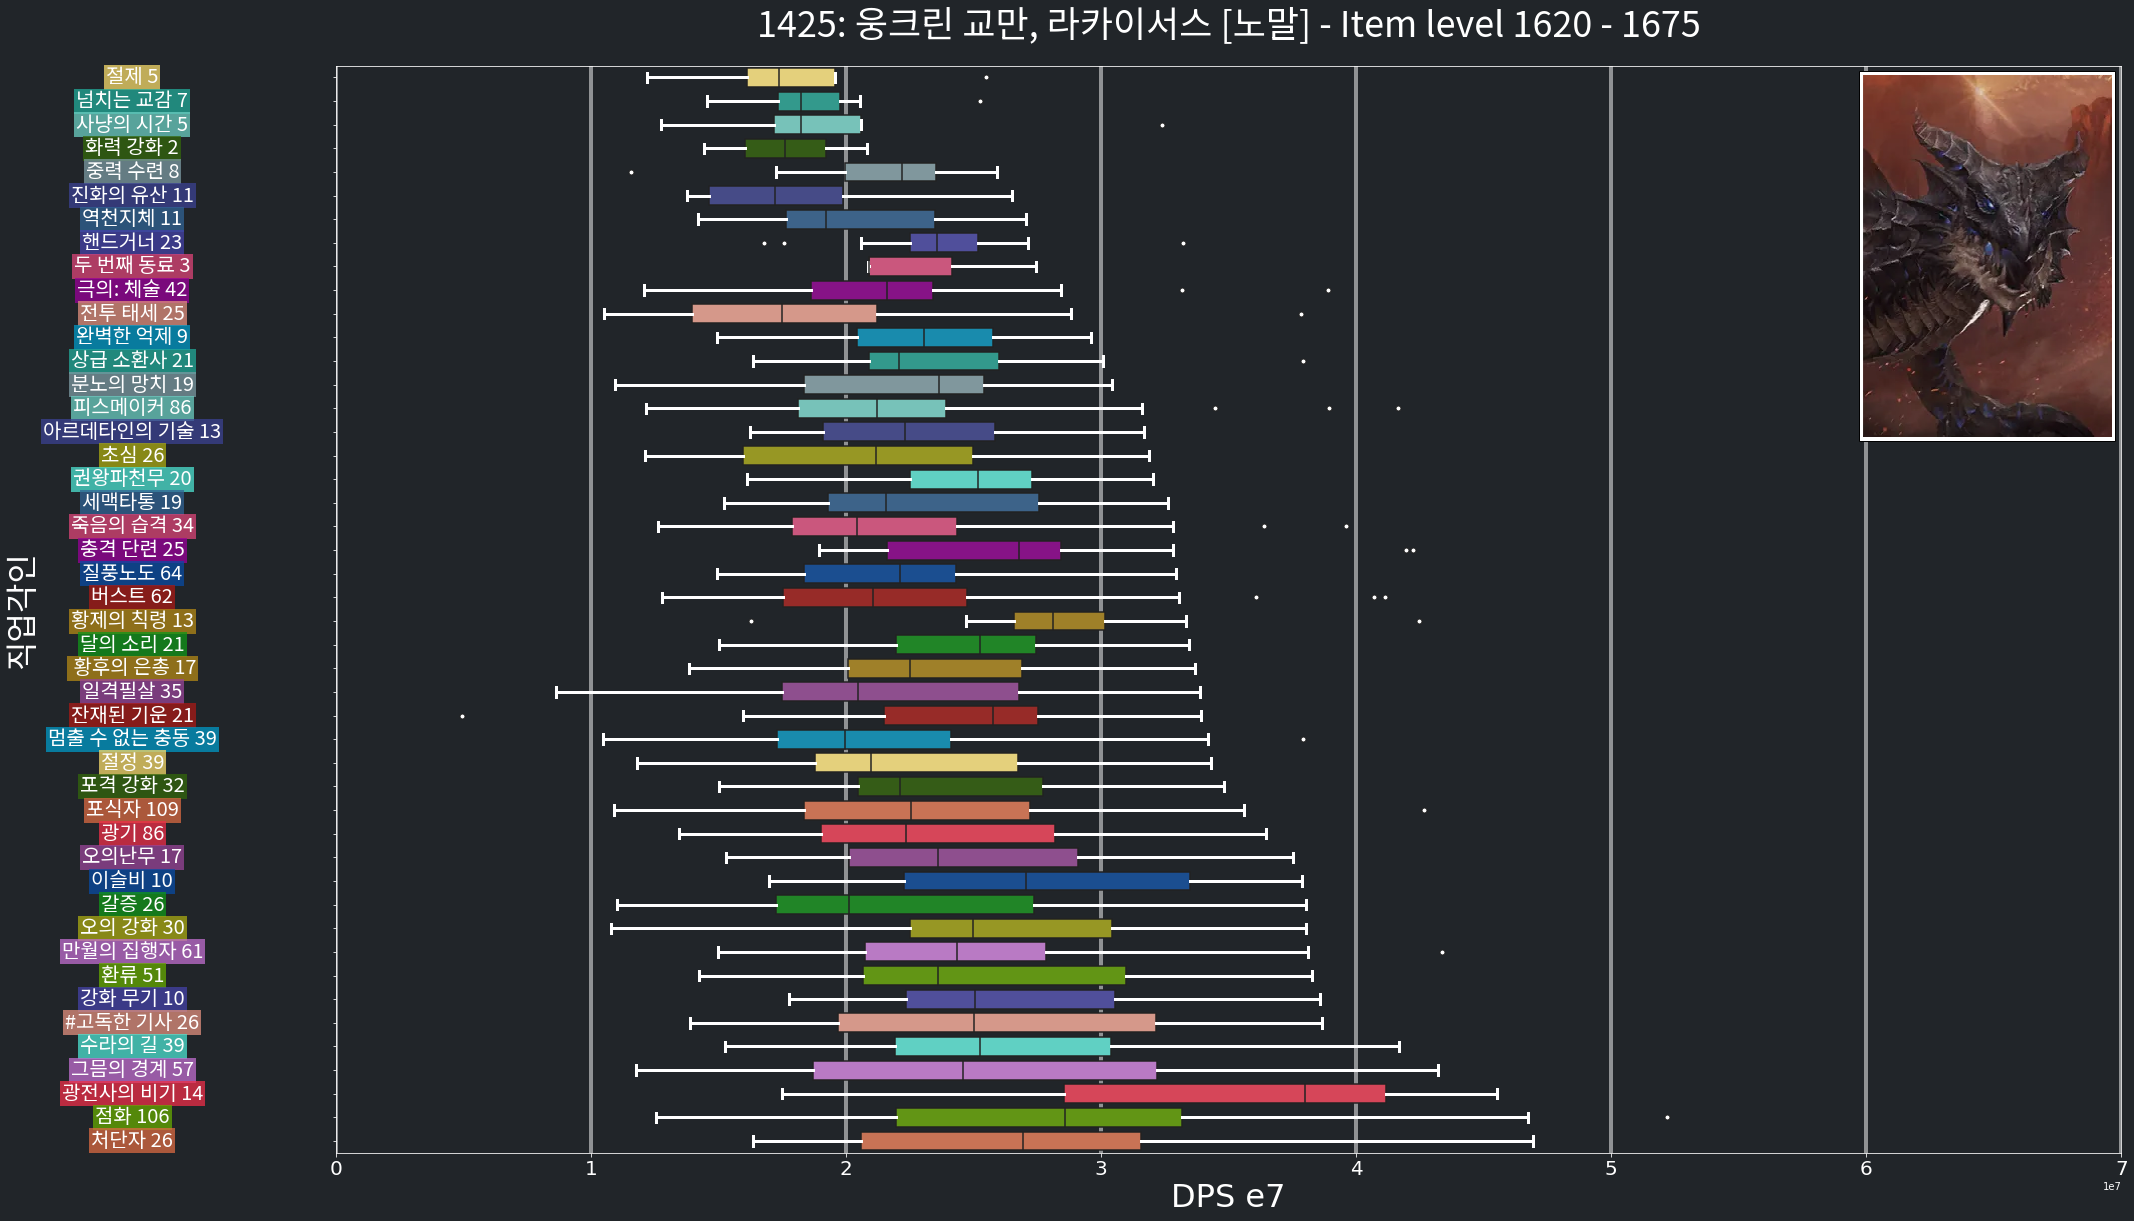 1425: 웅크린 교만, 라카이서스 [노말] - Item level 1620 - 1675
직업각인
절제 5
넘치는 교감 7
사냥의 시간 5
화력 강화 2
중력 수련 8
진화의 유산 11
역천지체 11
핸드거너 23
두 번째 동료 3
극의: 체술 42
전투 태세 25
완벽한 억제 9
상급 소환사 21
분노의 망치 19
피스메이커 86
아르데타인의 기술 13
초심 26
권왕파천무 20
세맥타통 19
죽음의 습격 34
충격 단련 25
질풍노도 64
버스트 62
황제의 칙령 13
달의 소리 21
황후의 은총 17
일격필살 35
잔재된 기운 21
멈출 수 없는 충동 39
절정 39
포격 강화 32
포식자 109
광기 86
오의난무 17
이슬비 10
갈증 26
오의 강화 30
만월의 집행자 61
환류 51
강화 무기 10
#고독한 기사 26
수라의 길 39
그믐의 경계 57
광전사의 비기 14
점화 106
처단자 26
0 1 2 3 4 5 6 7
1e7
DPS e7